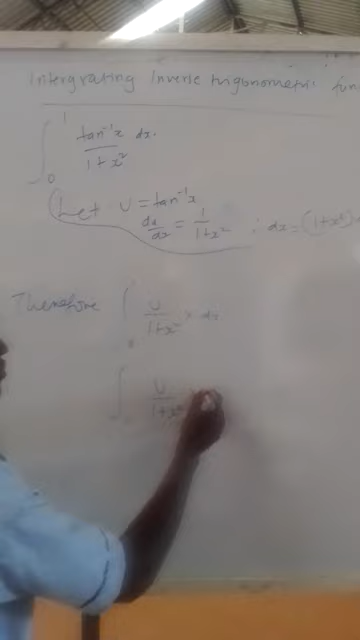 Intergrating Inverse trigonometric fun
∫₀¹ tan⁻¹x / 1+x² dx.
Let U = tan⁻¹x
du/dx = 1/1+x² ; dx = (1+x²)
Therefore ∫ U/1+x² × dx
∫ U/1+x²